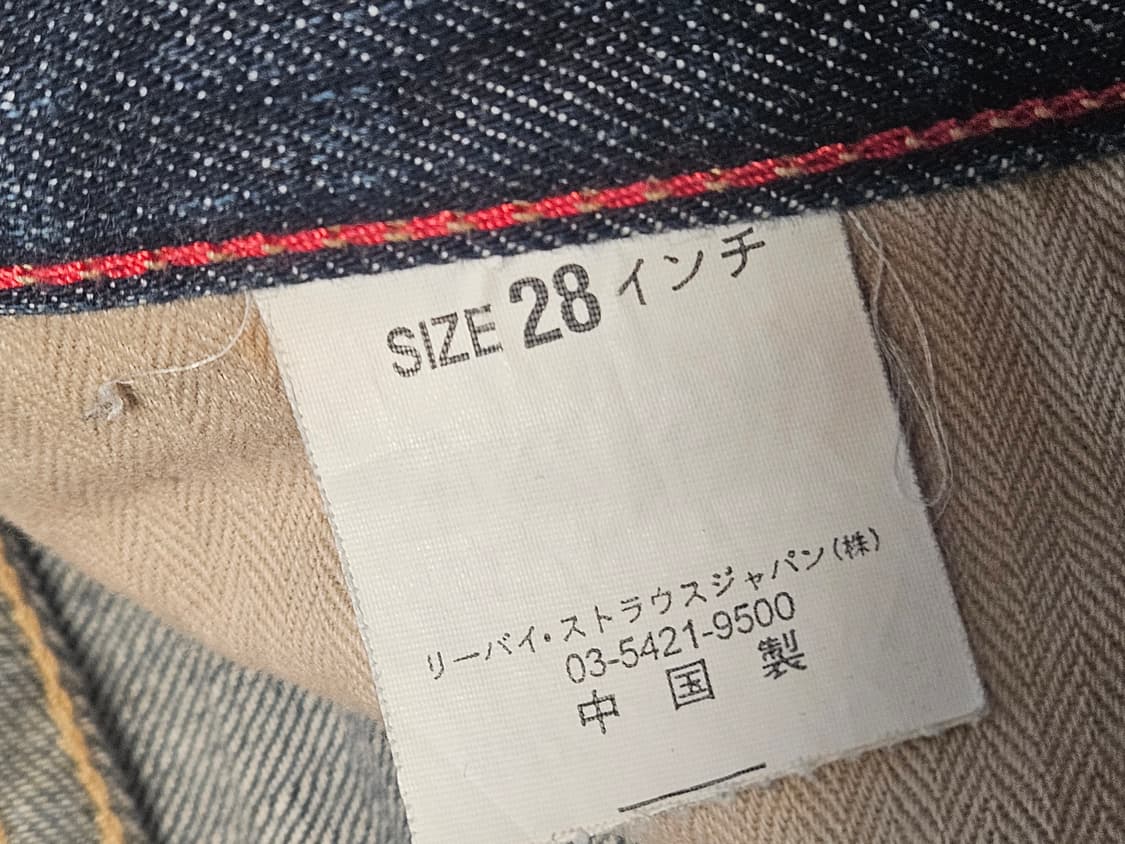 SIZE 28 インチ
リーバイ・ストラウスジャパン(株)
03-5421-9500
中 国 製